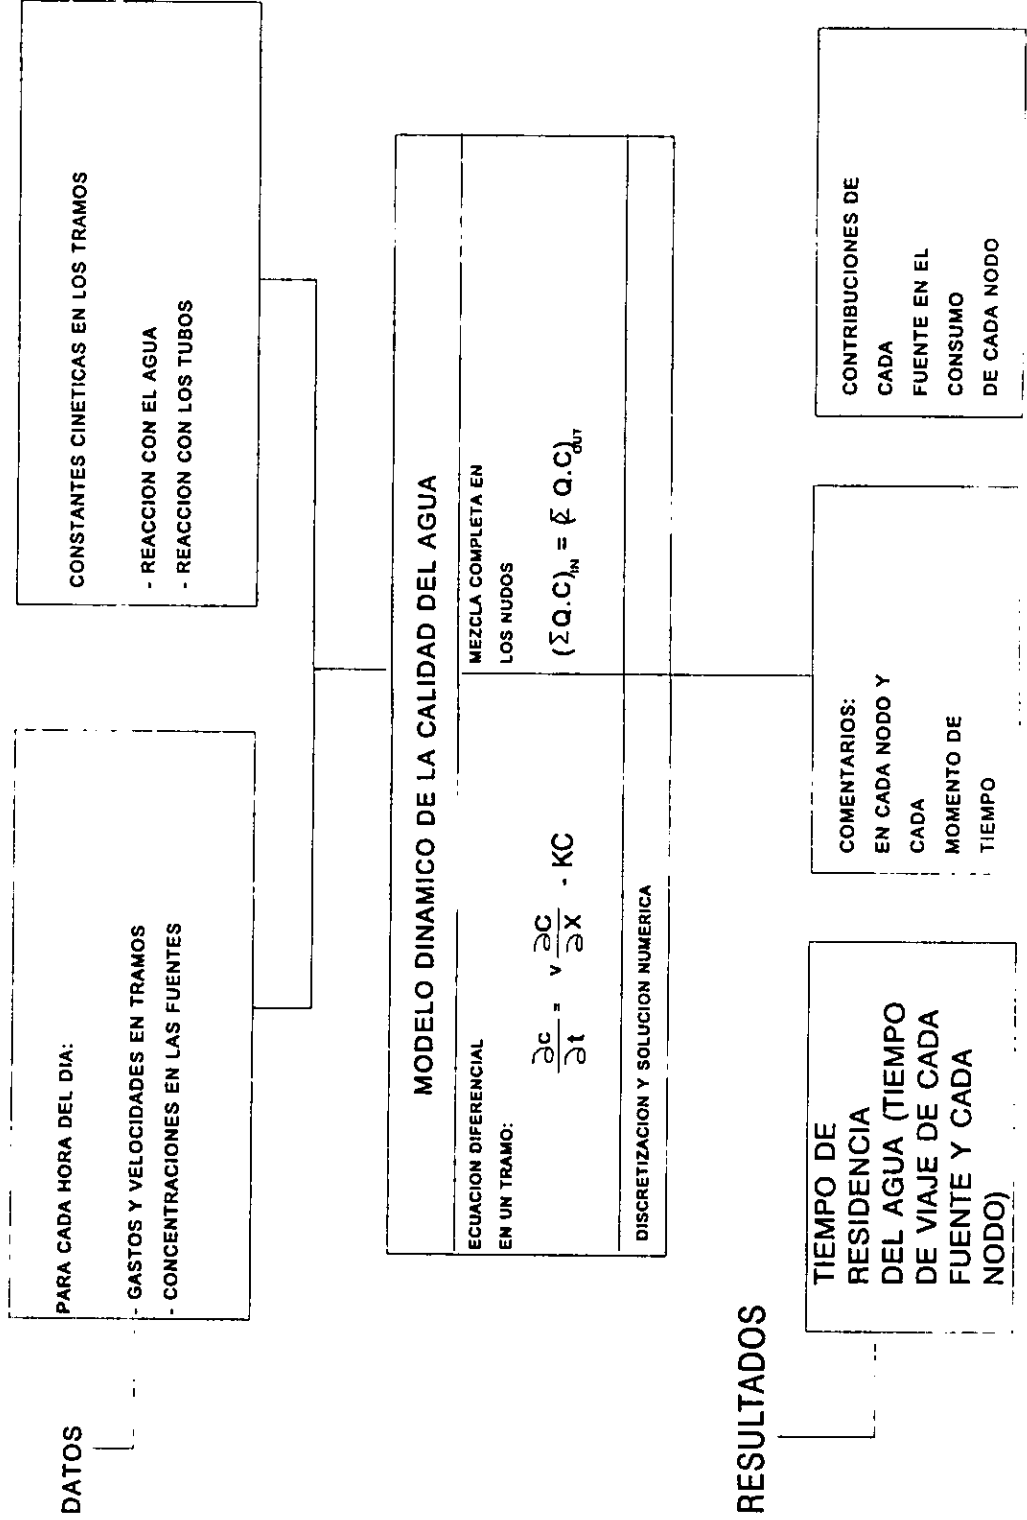 DATOS
PARA CADA HORA DEL DIA:
- GASTOS Y VELOCIDADES EN TRAMOS
- CONCENTRACIONES EN LAS FUENTES
CONSTANTES CINETICAS EN LOS TRAMOS
- REACCION CON EL AGUA
- REACCION CON LOS TUBOS
MODELO DINAMICO DE LA CALIDAD DEL AGUA
ECUACION DIFERENCIAL
EN UN TRAMO:
∂c/∂t = v ∂C/∂X - KC
MEZCLA COMPLETA EN
LOS NUDOS
(ΣQ.C)IN = (Σ Q.C)OUT
DISCRETIZACION Y SOLUCION NUMERICA
RESULTADOS
TIEMPO DE
RESIDENCIA
DEL AGUA (TIEMPO
DE VIAJE DE CADA
FUENTE Y CADA
NODO)
COMENTARIOS:
EN CADA NODO Y
CADA
MOMENTO DE
TIEMPO
CONTRIBUCIONES DE
CADA
FUENTE EN EL
CONSUMO
DE CADA NODO